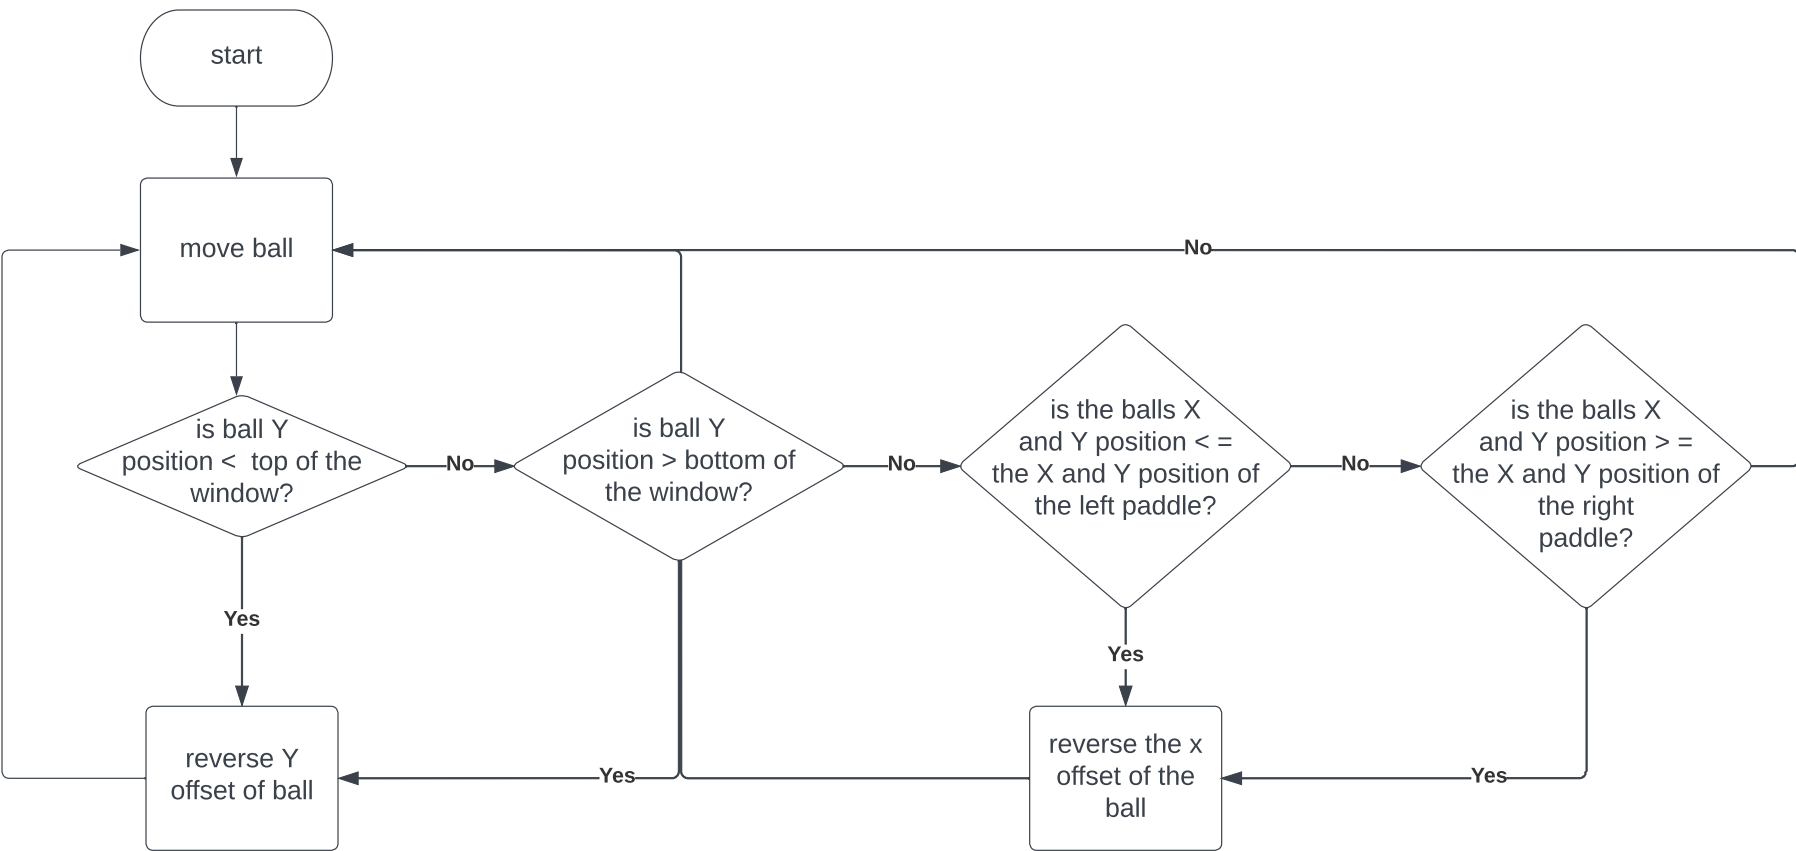 start
move ball
No
is ball Y
position <  top of the
window?
No
is ball Y
position > bottom of
the window?
No
is the balls X
and Y position < =
the X and Y position of
the left paddle?
No
is the balls X
and Y position > =
the X and Y position of
the right
paddle?
Yes
Yes
reverse Y
offset of ball
Yes
reverse the x
offset of the
ball
Yes